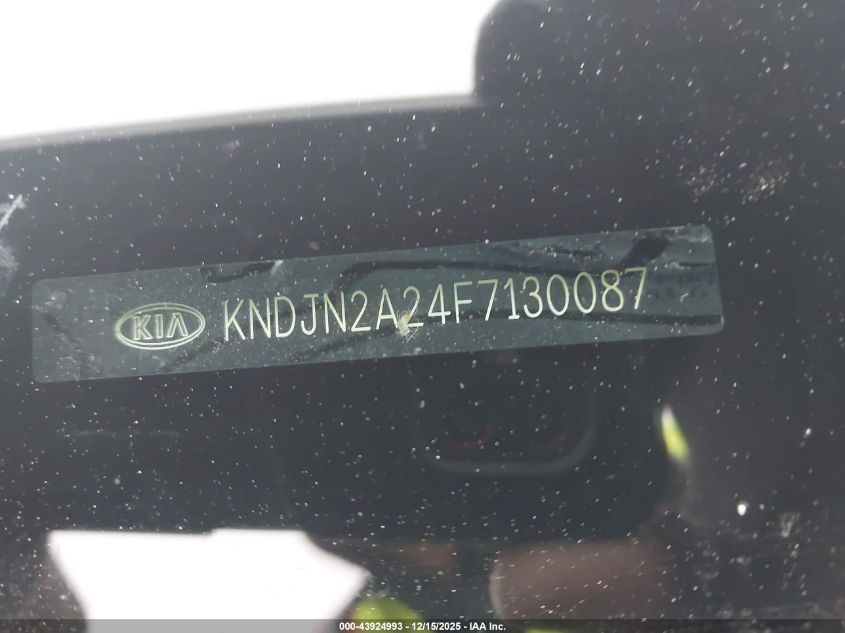 KIA KNDJN2A24F7130087
000-43924993 - 12/15/2025 - IAA Inc.